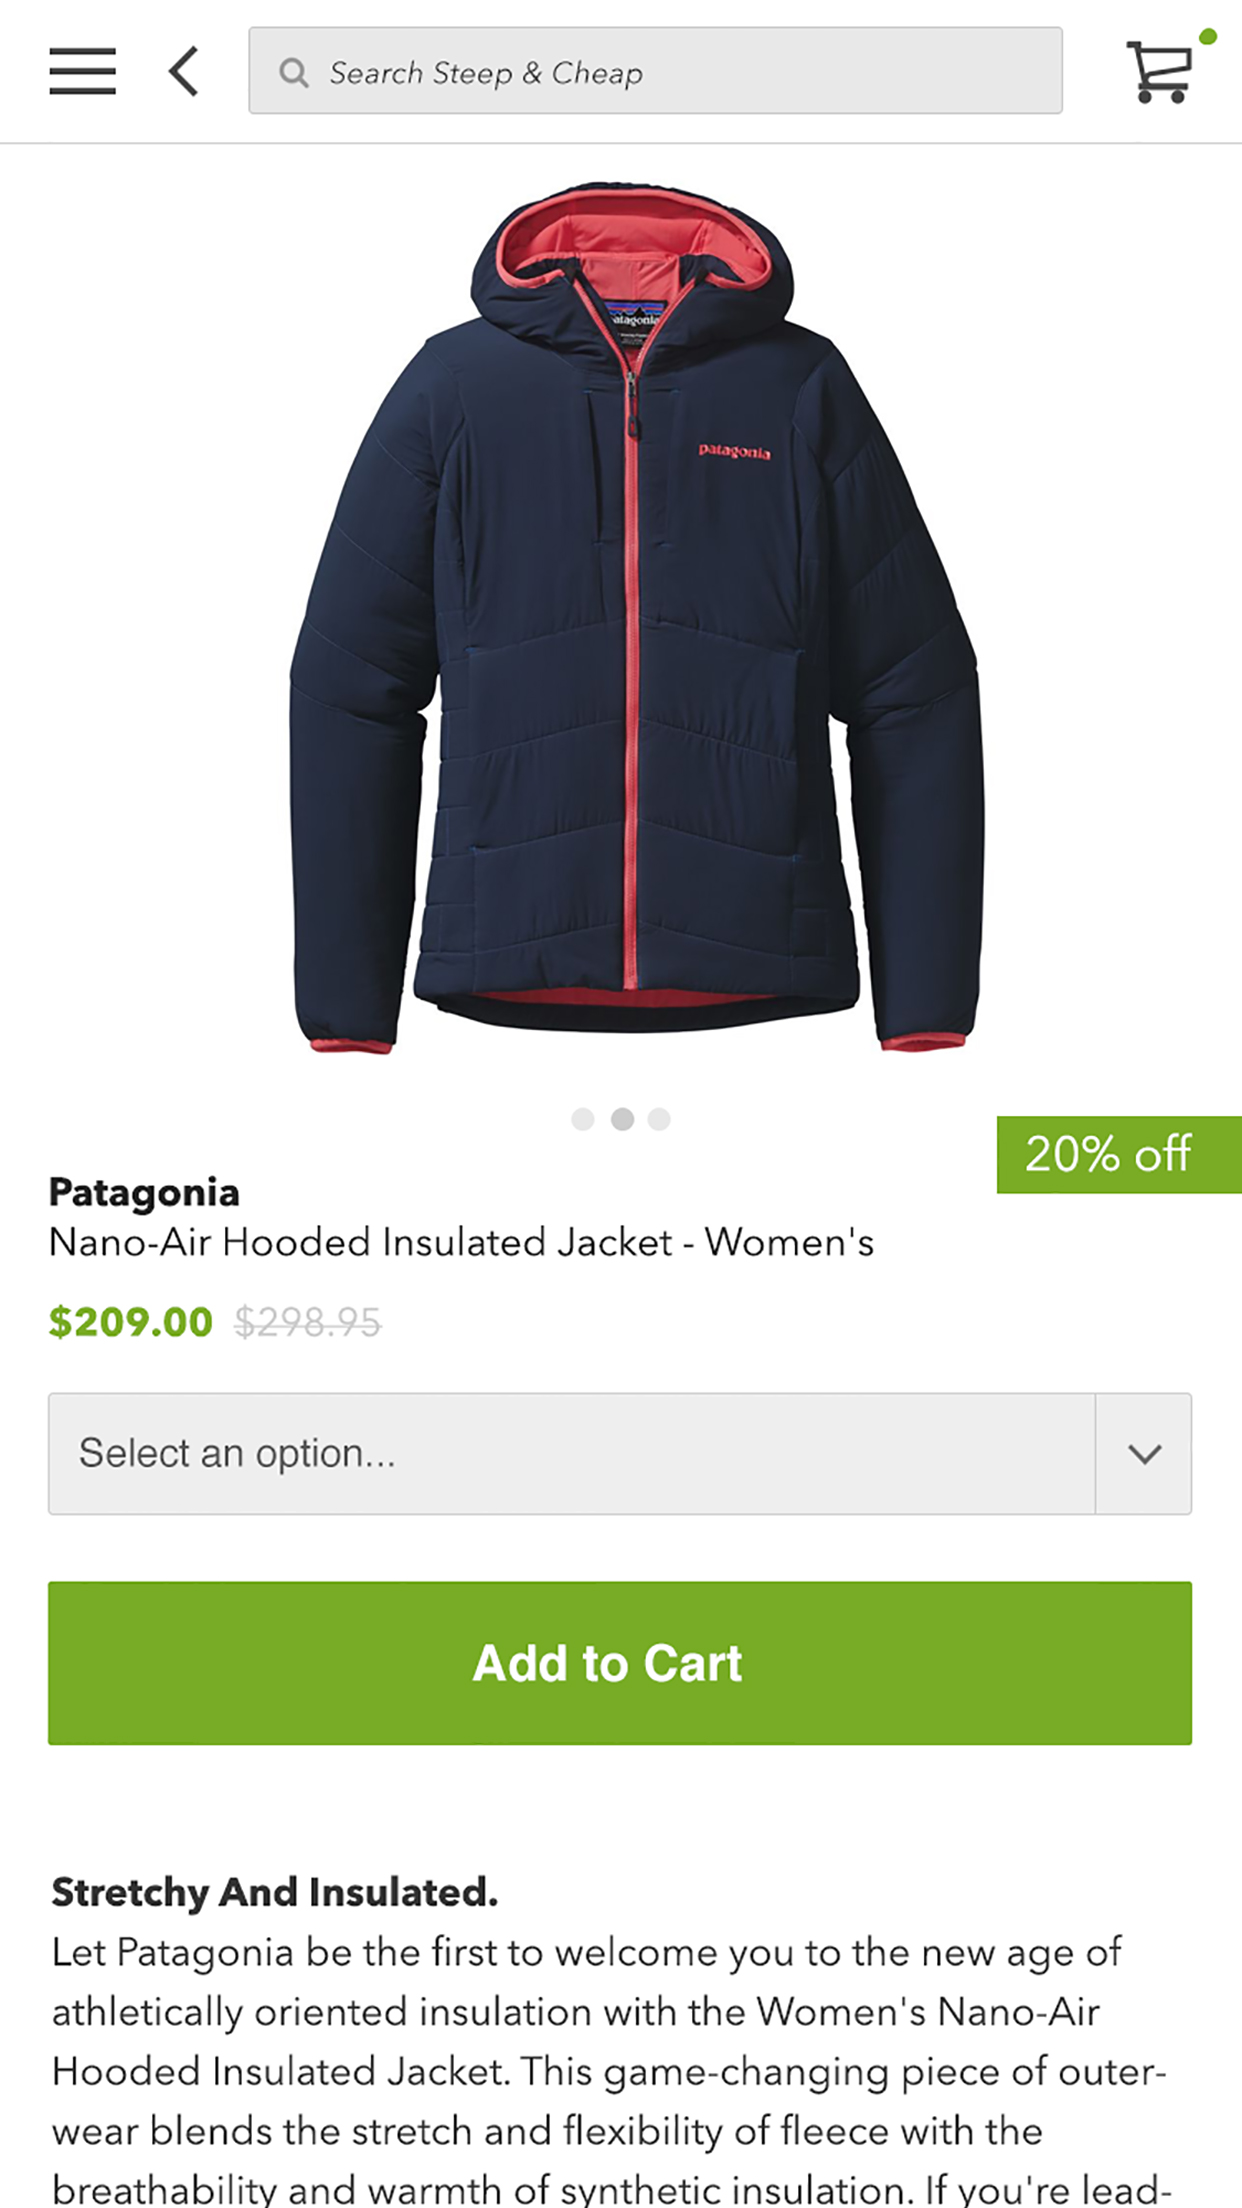 Search Steep & Cheap
patagonia
patagonia
20% off
Patagonia
Nano-Air Hooded Insulated Jacket - Women's
$209.00 $298.95
Select an option...
Add to Cart
Stretchy And Insulated.
Let Patagonia be the first to welcome you to the new age of
athletically oriented insulation with the Women's Nano-Air
Hooded Insulated Jacket. This game-changing piece of outer-
wear blends the stretch and flexibility of fleece with the
breathability and warmth of synthetic insulation. If you're lead-